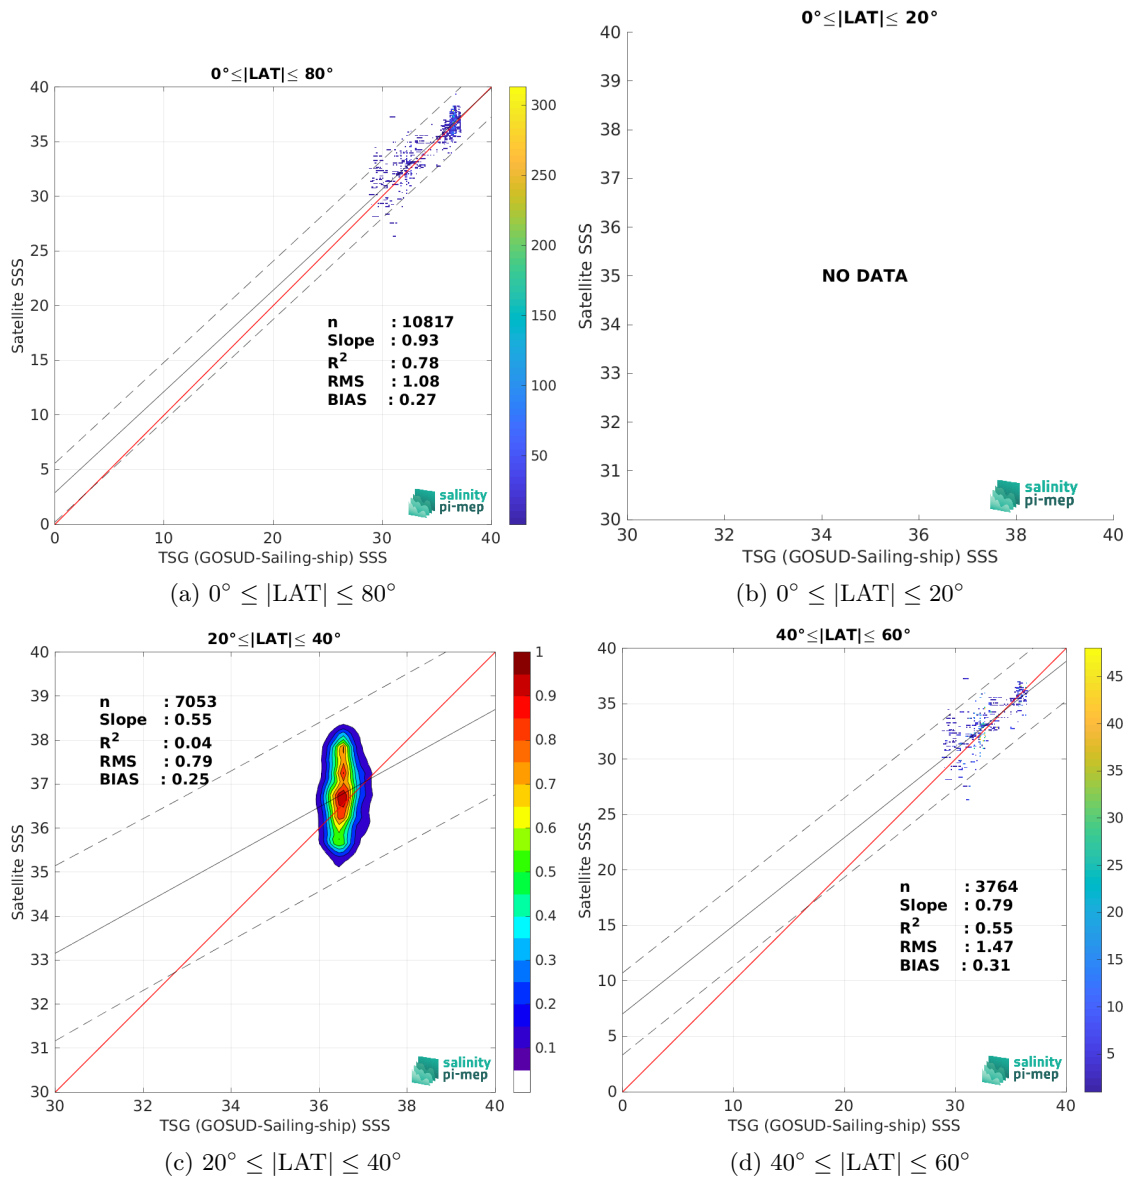 0°≤|LAT|≤ 80°
40
35
30
25
20
15
10
5
0
0
10
20
30
40
Satellite SSS
TSG (GOSUD-Sailing-ship) SSS
n : 10817
Slope : 0.93
R² : 0.78
RMS : 1.08
BIAS : 0.27
salinity
pi-mep
300
250
200
150
100
50
(a) 0° ≤ |LAT| ≤ 80°
0°≤|LAT|≤ 20°
40
39
38
37
36
35
34
33
32
31
30
30
32
34
36
38
40
Satellite SSS
TSG (GOSUD-Sailing-ship) SSS
NO DATA
salinity
pi-mep
(b) 0° ≤ |LAT| ≤ 20°
20°≤|LAT|≤ 40°
40
39
38
37
36
35
34
33
32
31
30
30
32
34
36
38
40
Satellite SSS
TSG (GOSUD-Sailing-ship) SSS
n : 7053
Slope : 0.55
R² : 0.04
RMS : 0.79
BIAS : 0.25
salinity
pi-mep
1
0.9
0.8
0.7
0.6
0.5
0.4
0.3
0.2
0.1
(c) 20° ≤ |LAT| ≤ 40°
40°≤|LAT|≤ 60°
40
35
30
25
20
15
10
5
0
0
10
20
30
40
Satellite SSS
TSG (GOSUD-Sailing-ship) SSS
n : 3764
Slope : 0.79
R² : 0.55
RMS : 1.47
BIAS : 0.31
salinity
pi-mep
45
40
35
30
25
20
15
10
5
(d) 40° ≤ |LAT| ≤ 60°